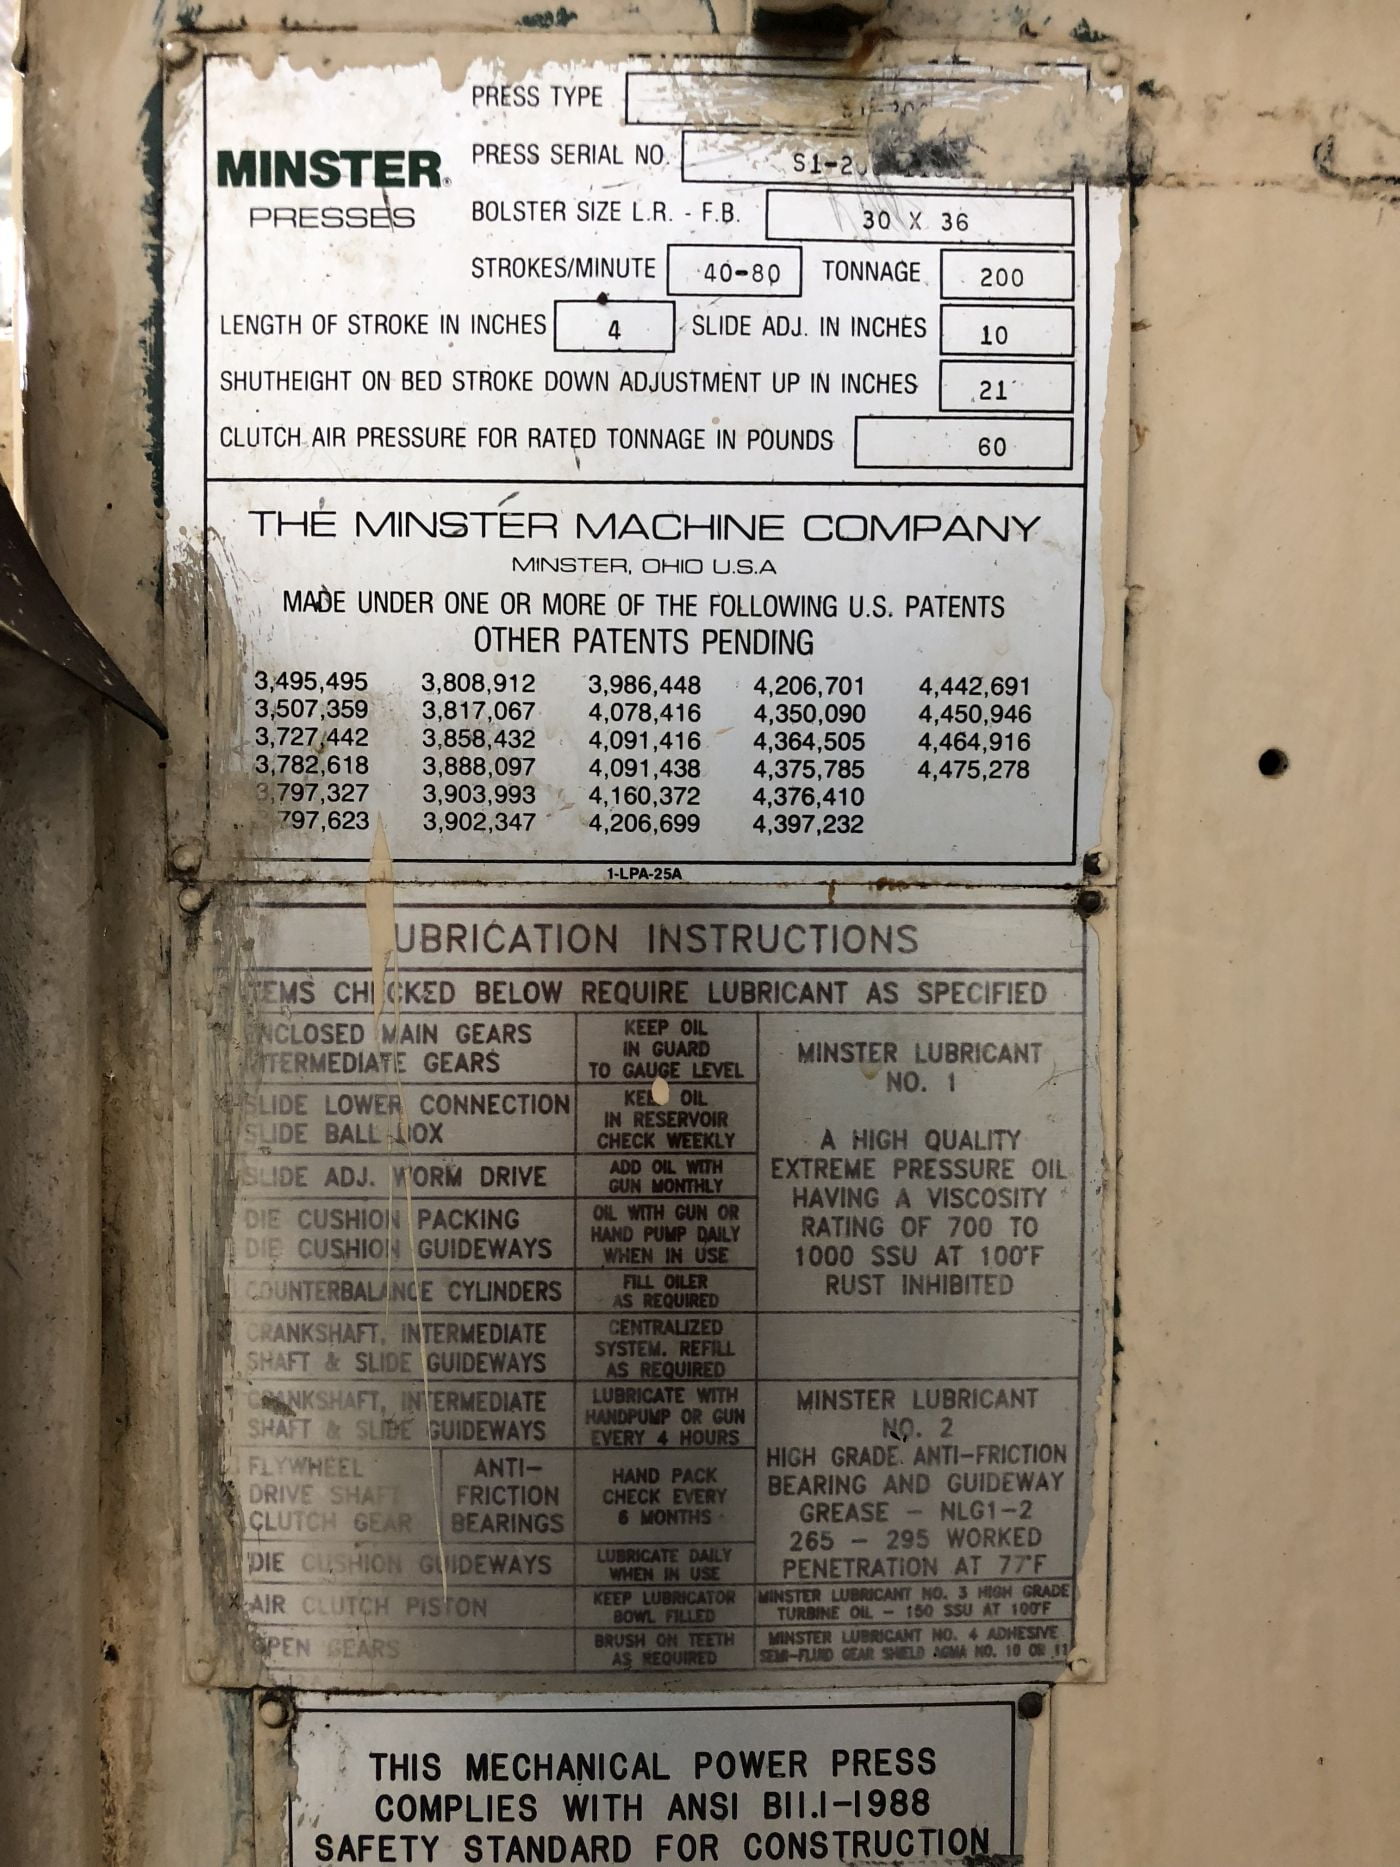 PRESS TYPE
MINSTER®
PRESSES
PRESS SERIAL NO.
BOLSTER SIZE L.R. - F.B. 30 X 36
STROKES/MINUTE 40-80 TONNAGE 200
LENGTH OF STROKE IN INCHES 4 SLIDE ADJ. IN INCHES 10
SHUTHEIGHT ON BED STROKE DOWN ADJUSTMENT UP IN INCHES 21
CLUTCH AIR PRESSURE FOR RATED TONNAGE IN POUNDS 60
THE MINSTER MACHINE COMPANY
MINSTER, OHIO U.S.A
MADE UNDER ONE OR MORE OF THE FOLLOWING U.S. PATENTS
OTHER PATENTS PENDING
3,495,495 3,808,912 3,986,448 4,206,701 4,442,691
3,507,359 3,817,067 4,078,416 4,350,090 4,450,946
3,727,442 3,858,432 4,091,416 4,364,505 4,464,916
3,782,618 3,888,097 4,091,438 4,375,785 4,475,278
3,797,327 3,903,993 4,160,372 4,376,410
797,623 3,902,347 4,206,699 4,397,232
1-LPA-25A
UBRICATION INSTRUCTIONS
TEMS CHECKED BELOW REQUIRE LUBRICANT AS SPECIFIED
NCLOSED MAIN GEARS
NTERMEDIATE GEARS
KEEP OIL
IN GUARD
TO GAUGE LEVEL
SLIDE LOWER CONNECTION
SLIDE BALL BOX
KEEP OIL
IN RESERVOIR
CHECK WEEKLY
SLIDE ADJ. WORM DRIVE
ADD OIL WITH
GUN MONTHLY
DIE CUSHION PACKING
DIE CUSHION GUIDEWAYS
OIL WITH GUN OR
HAND PUMP DAILY
WHEN IN USE
COUNTERBALANCE CYLINDERS
FILL OILER
AS REQUIRED
MINSTER LUBRICANT
NO. 1
A HIGH QUALITY
EXTREME PRESSURE OIL
HAVING A VISCOSITY
RATING OF 700 TO
1000 SSU AT 100°F
RUST INHIBITED
CRANKSHAFT, INTERMEDIATE
SHAFT & SLIDE GUIDEWAYS
CENTRALIZED
SYSTEM. REFILL
AS REQUIRED
CRANKSHAFT, INTERMEDIATE
SHAFT & SLIDE GUIDEWAYS
LUBRICATE WITH
HANDPUMP OR GUN
EVERY 4 HOURS
FLYWHEEL
DRIVE SHAFT
CLUTCH GEAR
ANTI-
FRICTION
BEARINGS
HAND PACK
CHECK EVERY
6 MONTHS
DIE CUSHION GUIDEWAYS
LUBRICATE DAILY
WHEN IN USE
MINSTER LUBRICANT
NO. 2
HIGH GRADE ANTI-FRICTION
BEARING AND GUIDEWAY
GREASE - NLG1-2
265 - 295 WORKED
PENETRATION AT 77°F
AIR CLUTCH PISTON
KEEP LUBRICATOR
BOWL FILLED
MINSTER LUBRICANT NO. 3 HIGH GRADE
TURBINE OIL - 150 SSU AT 100°F
OPEN GEARS
BRUSH ON TEETH
AS REQUIRED
MINSTER LUBRICANT NO. 4 ADHESIVE
SEMI-FLUID GEAR SHIELD AGMA NO. 10 OR 11
THIS MECHANICAL POWER PRESS
COMPLIES WITH ANSI B11.1-1988
SAFETY STANDARD FOR CONSTRUCTION